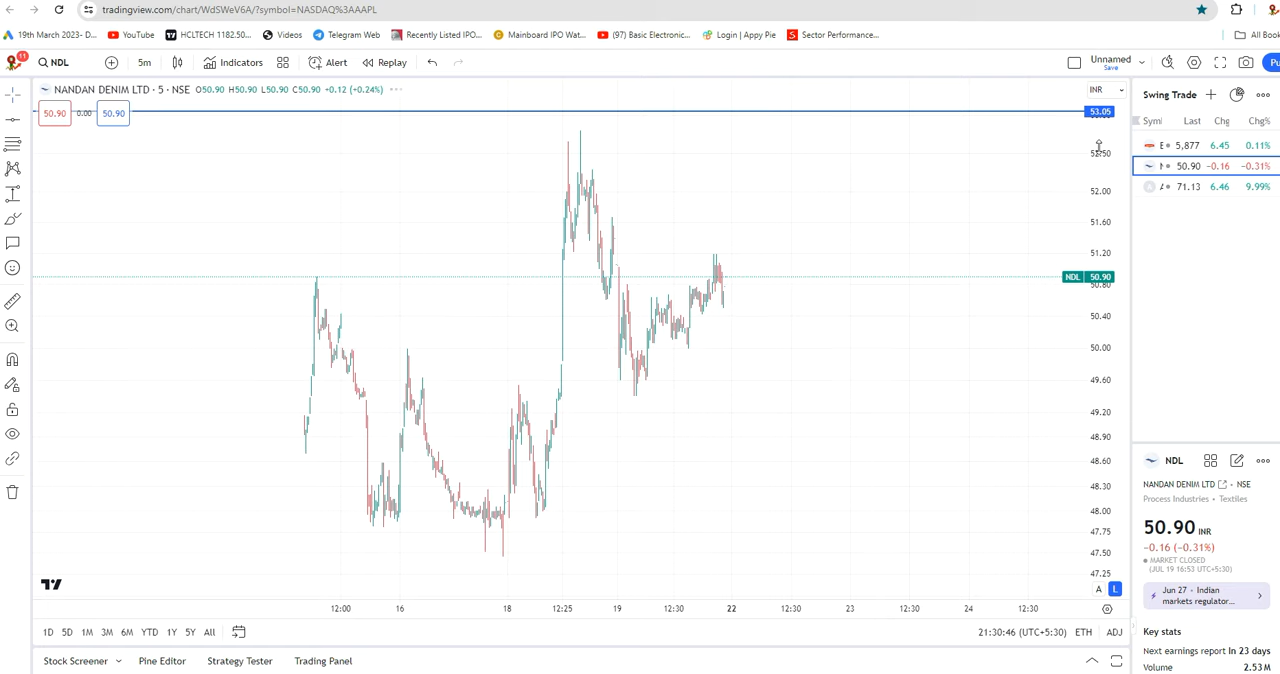 tradingview.com/chart/WdSWeV6A/?symbol=NASDAQ%3AAAPL
19th March 2023- D... YouTube HCLTECH 1182.50... Videos Telegram Web Recently Listed IPO... Mainboard IPO Wat... (97) Basic Electronic... Login | Appy Pie Sector Performance... All Book
11 NDL 5m Indicators Alert Replay Unnamed Save Pu
NANDAN DENIM LTD · 5 · NSE O50.90 H50.90 L50.90 C50.90 +0.12 (+0.24%) INR
50.90 0.00 50.90
53.05
52.00
51.60
51.20
NDL 50.90
50.80
50.40
50.00
49.60
49.20
48.90
48.60
48.30
48.00
47.75
47.50
47.25
A L
12:00 16 18 12:25 19 12:30 22 12:30 23 12:30 24 12:30
1D 5D 1M 3M 6M YTD 1Y 5Y All 21:30:46 (UTC+5:30) ETH ADJ
Stock Screener Pine Editor Strategy Tester Trading Panel
Swing Trade
Syml Last Chg Chg%
E 5,877 6.45 0.11%
50.90 −0.16 −0.31%
71.13 6.46 9.99%
NDL
NANDAN DENIM LTD · NSE
Process Industries • Textiles
50.90 INR
−0.16 (−0.31%)
MARKET CLOSED
(JUL 19 16:53 UTC+5:30)
Jun 27 • Indian
markets regulator...
Key stats
Next earnings report In 23 days
Volume 2.53M